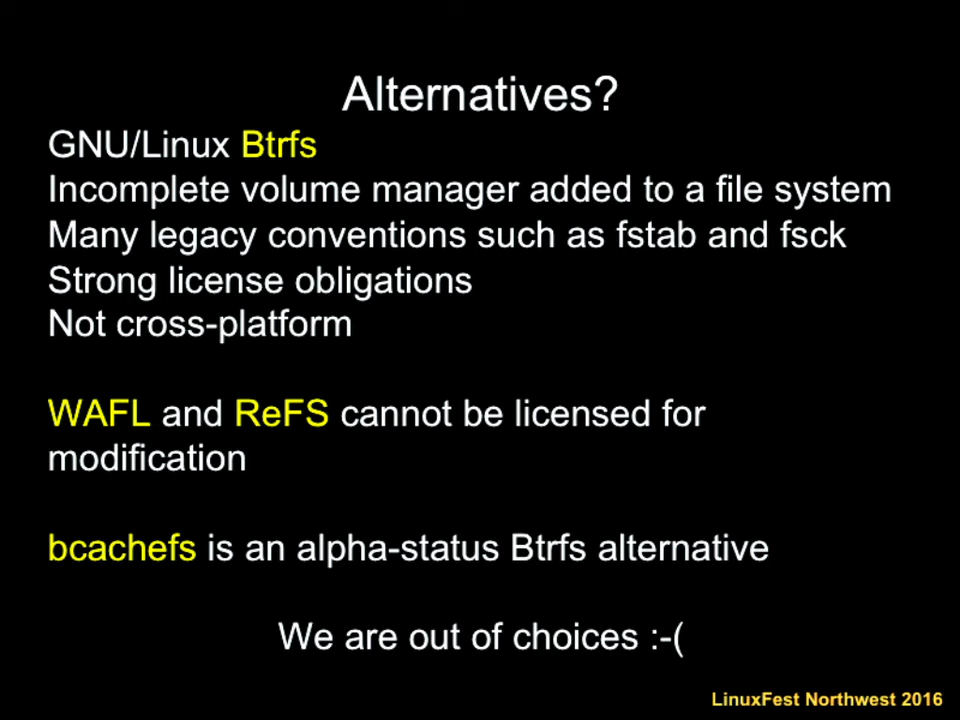 Alternatives?
GNU/Linux Btrfs
Incomplete volume manager added to a file system
Many legacy conventions such as fstab and fsck
Strong license obligations
Not cross-platform
WAFL and ReFS cannot be licensed for
modification
bcachefs is an alpha-status Btrfs alternative
We are out of choices :-(
LinuxFest Northwest 2016